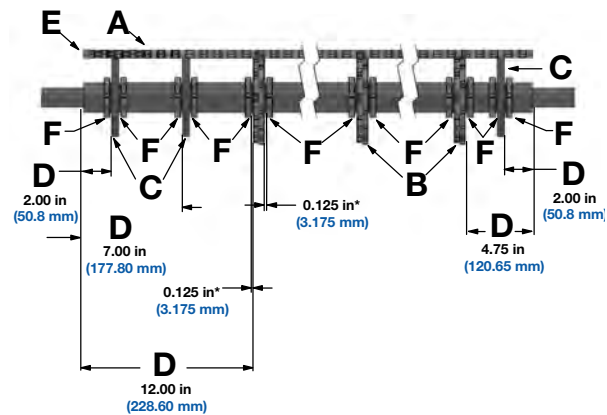 E
A
C
F
F
F
F
F
F
F
F
D
2.00 in
(50.8 mm)
C
B
D
2.00 in
(50.8 mm)
D
7.00 in
(177.80 mm)
0.125 in*
(3.175 mm)
D
4.75 in
(120.65 mm)
0.125 in*
(3.175 mm)
D
12.00 in
(228.60 mm)